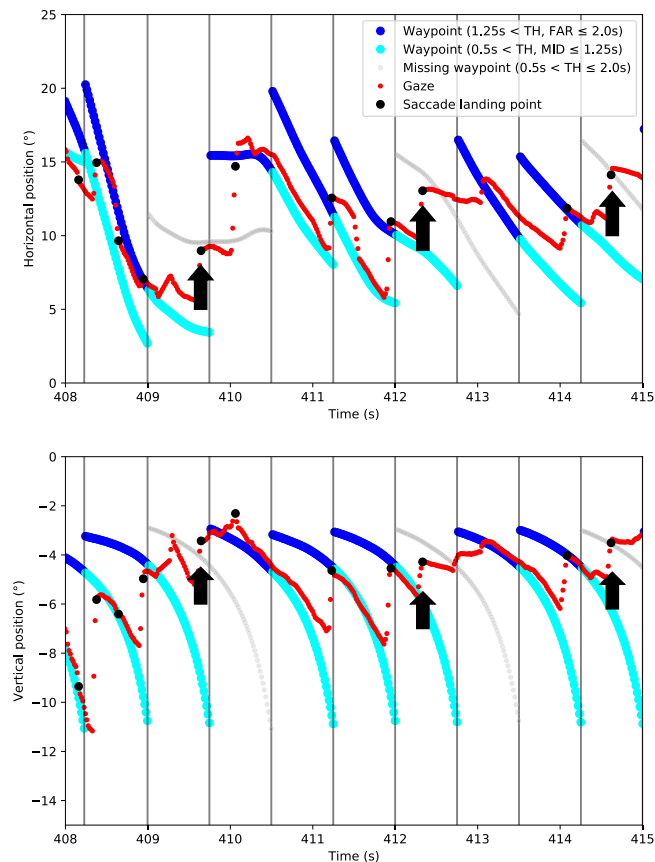 Waypoint (1.25s < TH, FAR ≤ 2.0s)
Waypoint (0.5s < TH, MID ≤ 1.25s)
Missing waypoint (0.5s < TH ≤ 2.0s)
Gaze
Saccade landing point
Horizontal position (°)
25
20
15
10
5
0
408 409 410 411 412 413 414 415
Time (s)
Vertical position (°)
0
−2
−4
−6
−8
−10
−12
−14
408 409 410 411 412 413 414 415
Time (s)